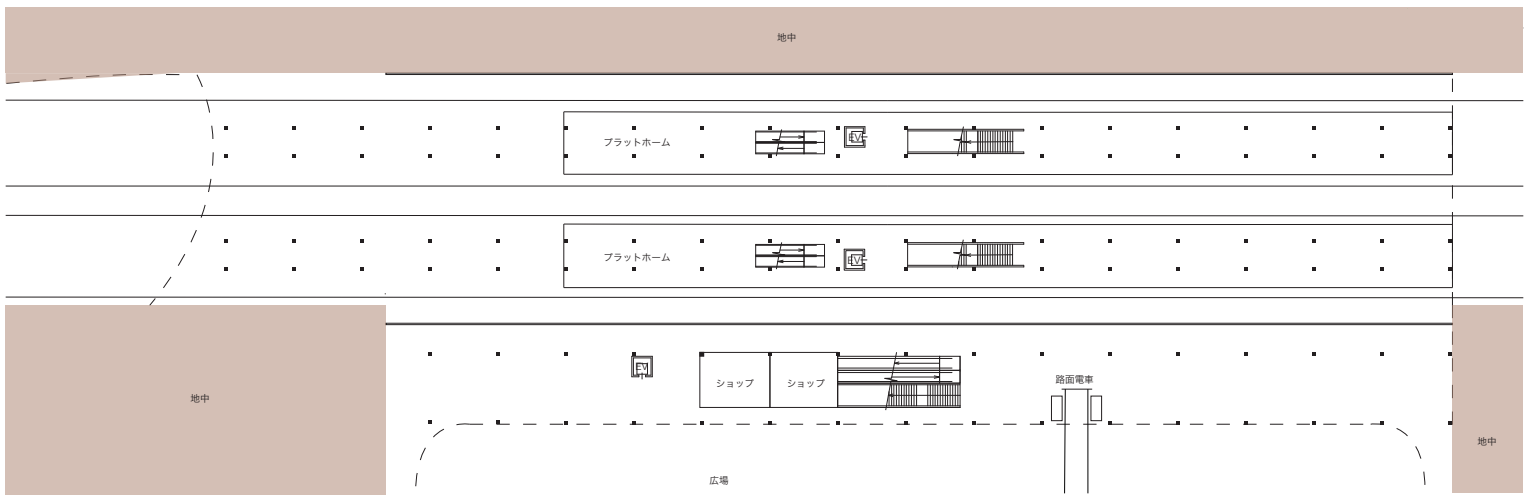 地中
プラットホーム
EV
プラットホーム
EV
EV
ショップ
ショップ
路面電車
地中
地中
広場